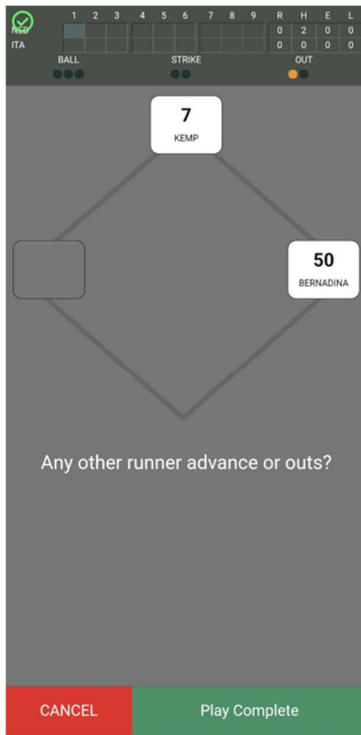 1 2 3 4 5 6 7 8 9 R H E L
NED 0 2 0 0
ITA 0 0 0 0
BALL STRIKE OUT
7
KEMP
50
BERNADINA
Any other runner advance or outs?
CANCEL Play Complete